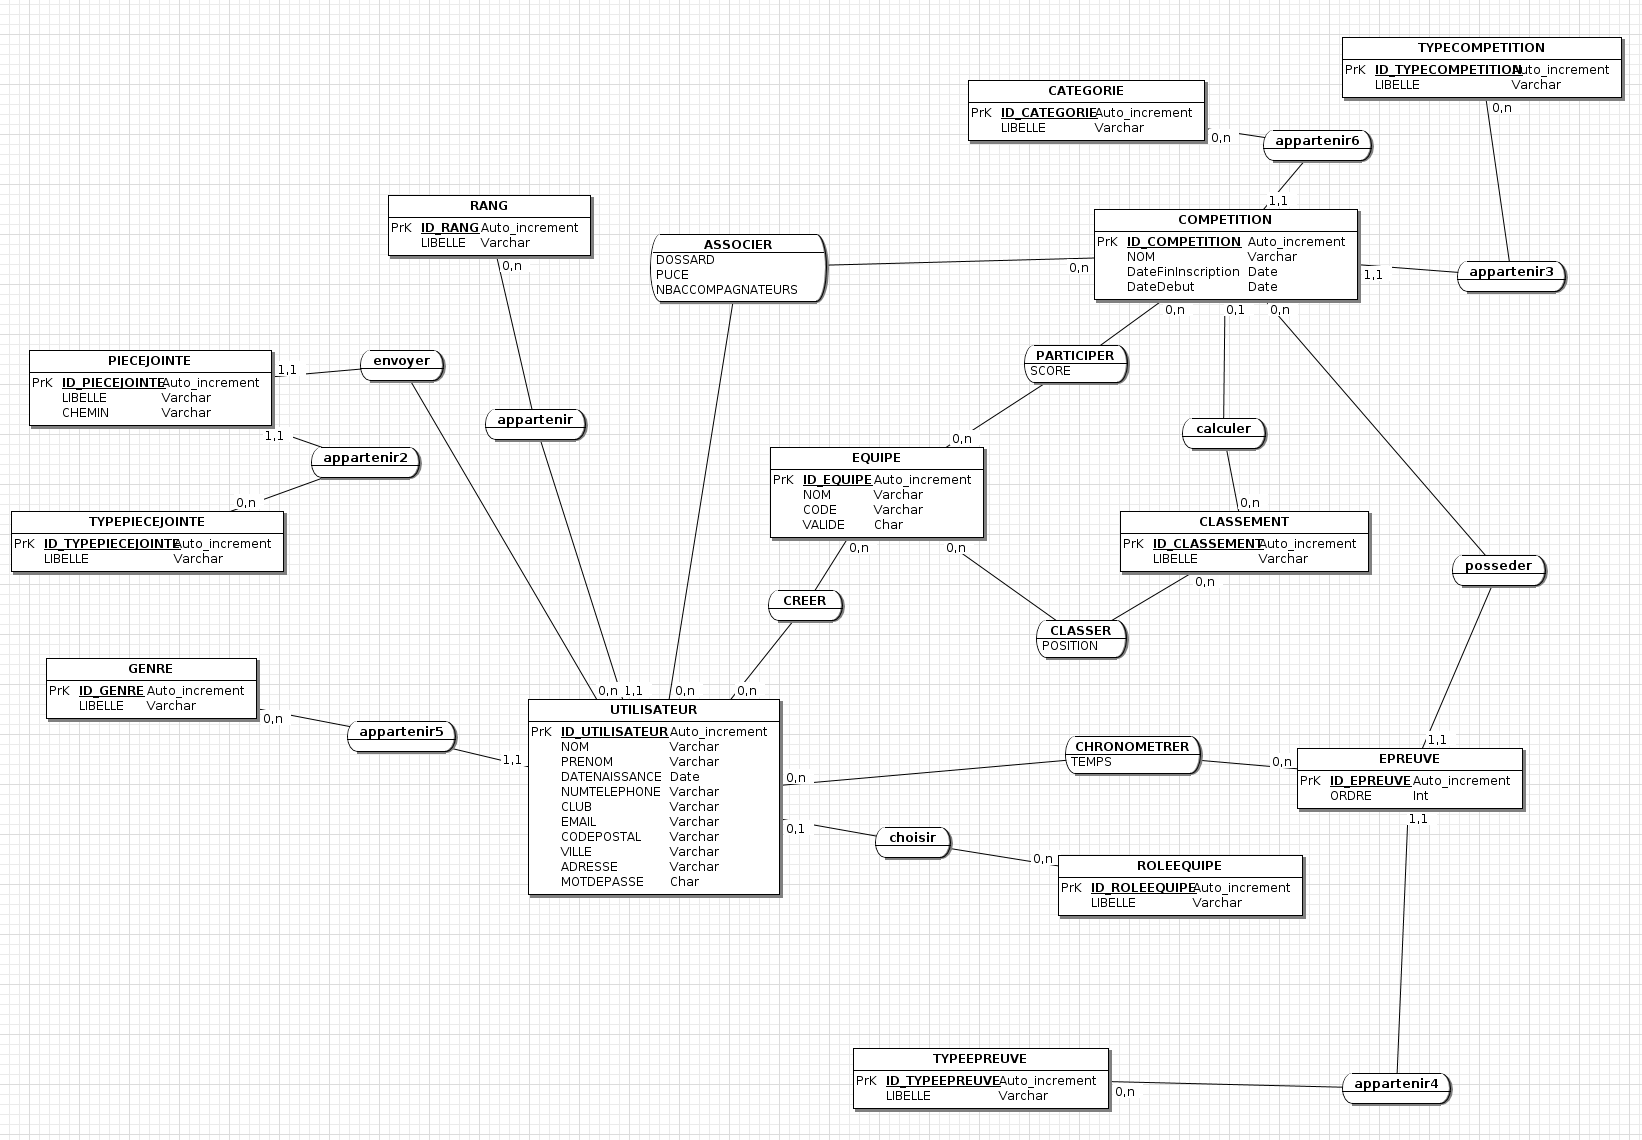 TYPECOMPETITION
PrK ID_TYPECOMPETITION Auto_increment
LIBELLE Varchar
0,n
CATEGORIE
PrK ID_CATEGORIE Auto_increment
LIBELLE Varchar
0,n
appartenir6
1,1
RANG
PrK ID_RANG Auto_increment
LIBELLE Varchar
0,n
ASSOCIER
DOSSARD
PUCE
NBACCOMPAGNATEURS
0,n
COMPETITION
PrK ID_COMPETITION Auto_increment
NOM Varchar
DateFinInscription Date
DateDebut Date
1,1
appartenir3
0,n
0,1
0,n
PARTICIPER
SCORE
PIECEJOINTE
PrK ID_PIECEJOINTE Auto_increment
LIBELLE Varchar
CHEMIN Varchar
1,1
envoyer
appartenir
calculer
1,1
appartenir2
0,n
0,n
EQUIPE
PrK ID_EQUIPE Auto_increment
NOM Varchar
CODE Varchar
VALIDE Char
0,n
0,n
TYPEPIECEJOINTE
PrK ID_TYPEPIECEJOINTE Auto_increment
LIBELLE Varchar
0,n
CLASSEMENT
PrK ID_CLASSEMENT Auto_increment
LIBELLE Varchar
0,n
posseder
CREER
CLASSER
POSITION
GENRE
PrK ID_GENRE Auto_increment
LIBELLE Varchar
0,n
appartenir5
1,1
0,n
1,1
0,n
0,n
UTILISATEUR
PrK ID_UTILISATEUR Auto_increment
NOM Varchar
PRENOM Varchar
DATENAISSANCE Date
NUMTELEPHONE Varchar
CLUB Varchar
EMAIL Varchar
CODEPOSTAL Varchar
VILLE Varchar
ADRESSE Varchar
MOTDEPASSE Char
0,n
CHRONOMETRER
TEMPS
0,n
1,1
EPREUVE
PrK ID_EPREUVE Auto_increment
ORDRE Int
1,1
0,1
choisir
0,n
ROLEEQUIPE
PrK ID_ROLEEQUIPE Auto_increment
LIBELLE Varchar
TYPEEPREUVE
PrK ID_TYPEEPREUVE Auto_increment
LIBELLE Varchar
0,n
appartenir4